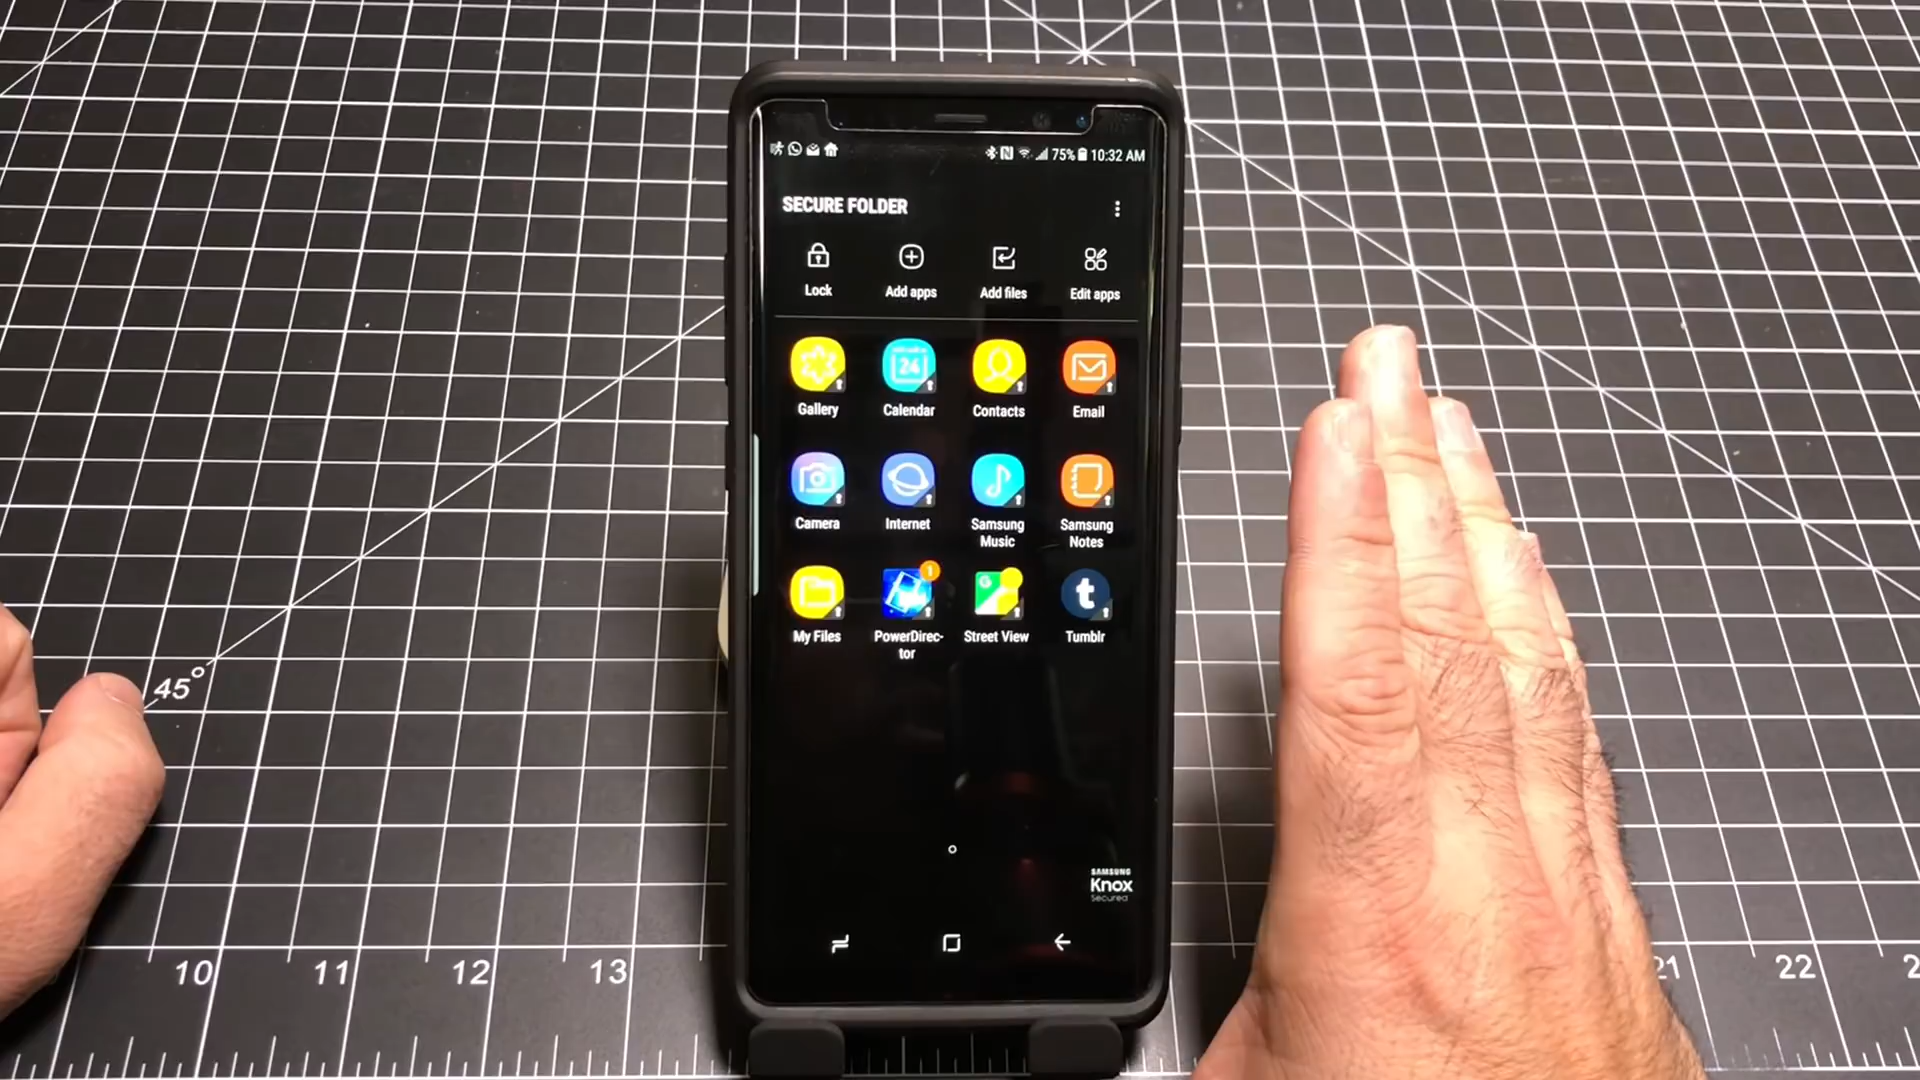 75% 10:32 AM
SECURE FOLDER
Lock Add apps Add files Edit apps
24
Gallery Calendar Contacts Email
Camera Internet Samsung Music Samsung Notes
1
G
t
My Files PowerDirec-tor Street View Tumblr
SAMSUNG
Knox
Secured
45°
10 11 12 13 21 22